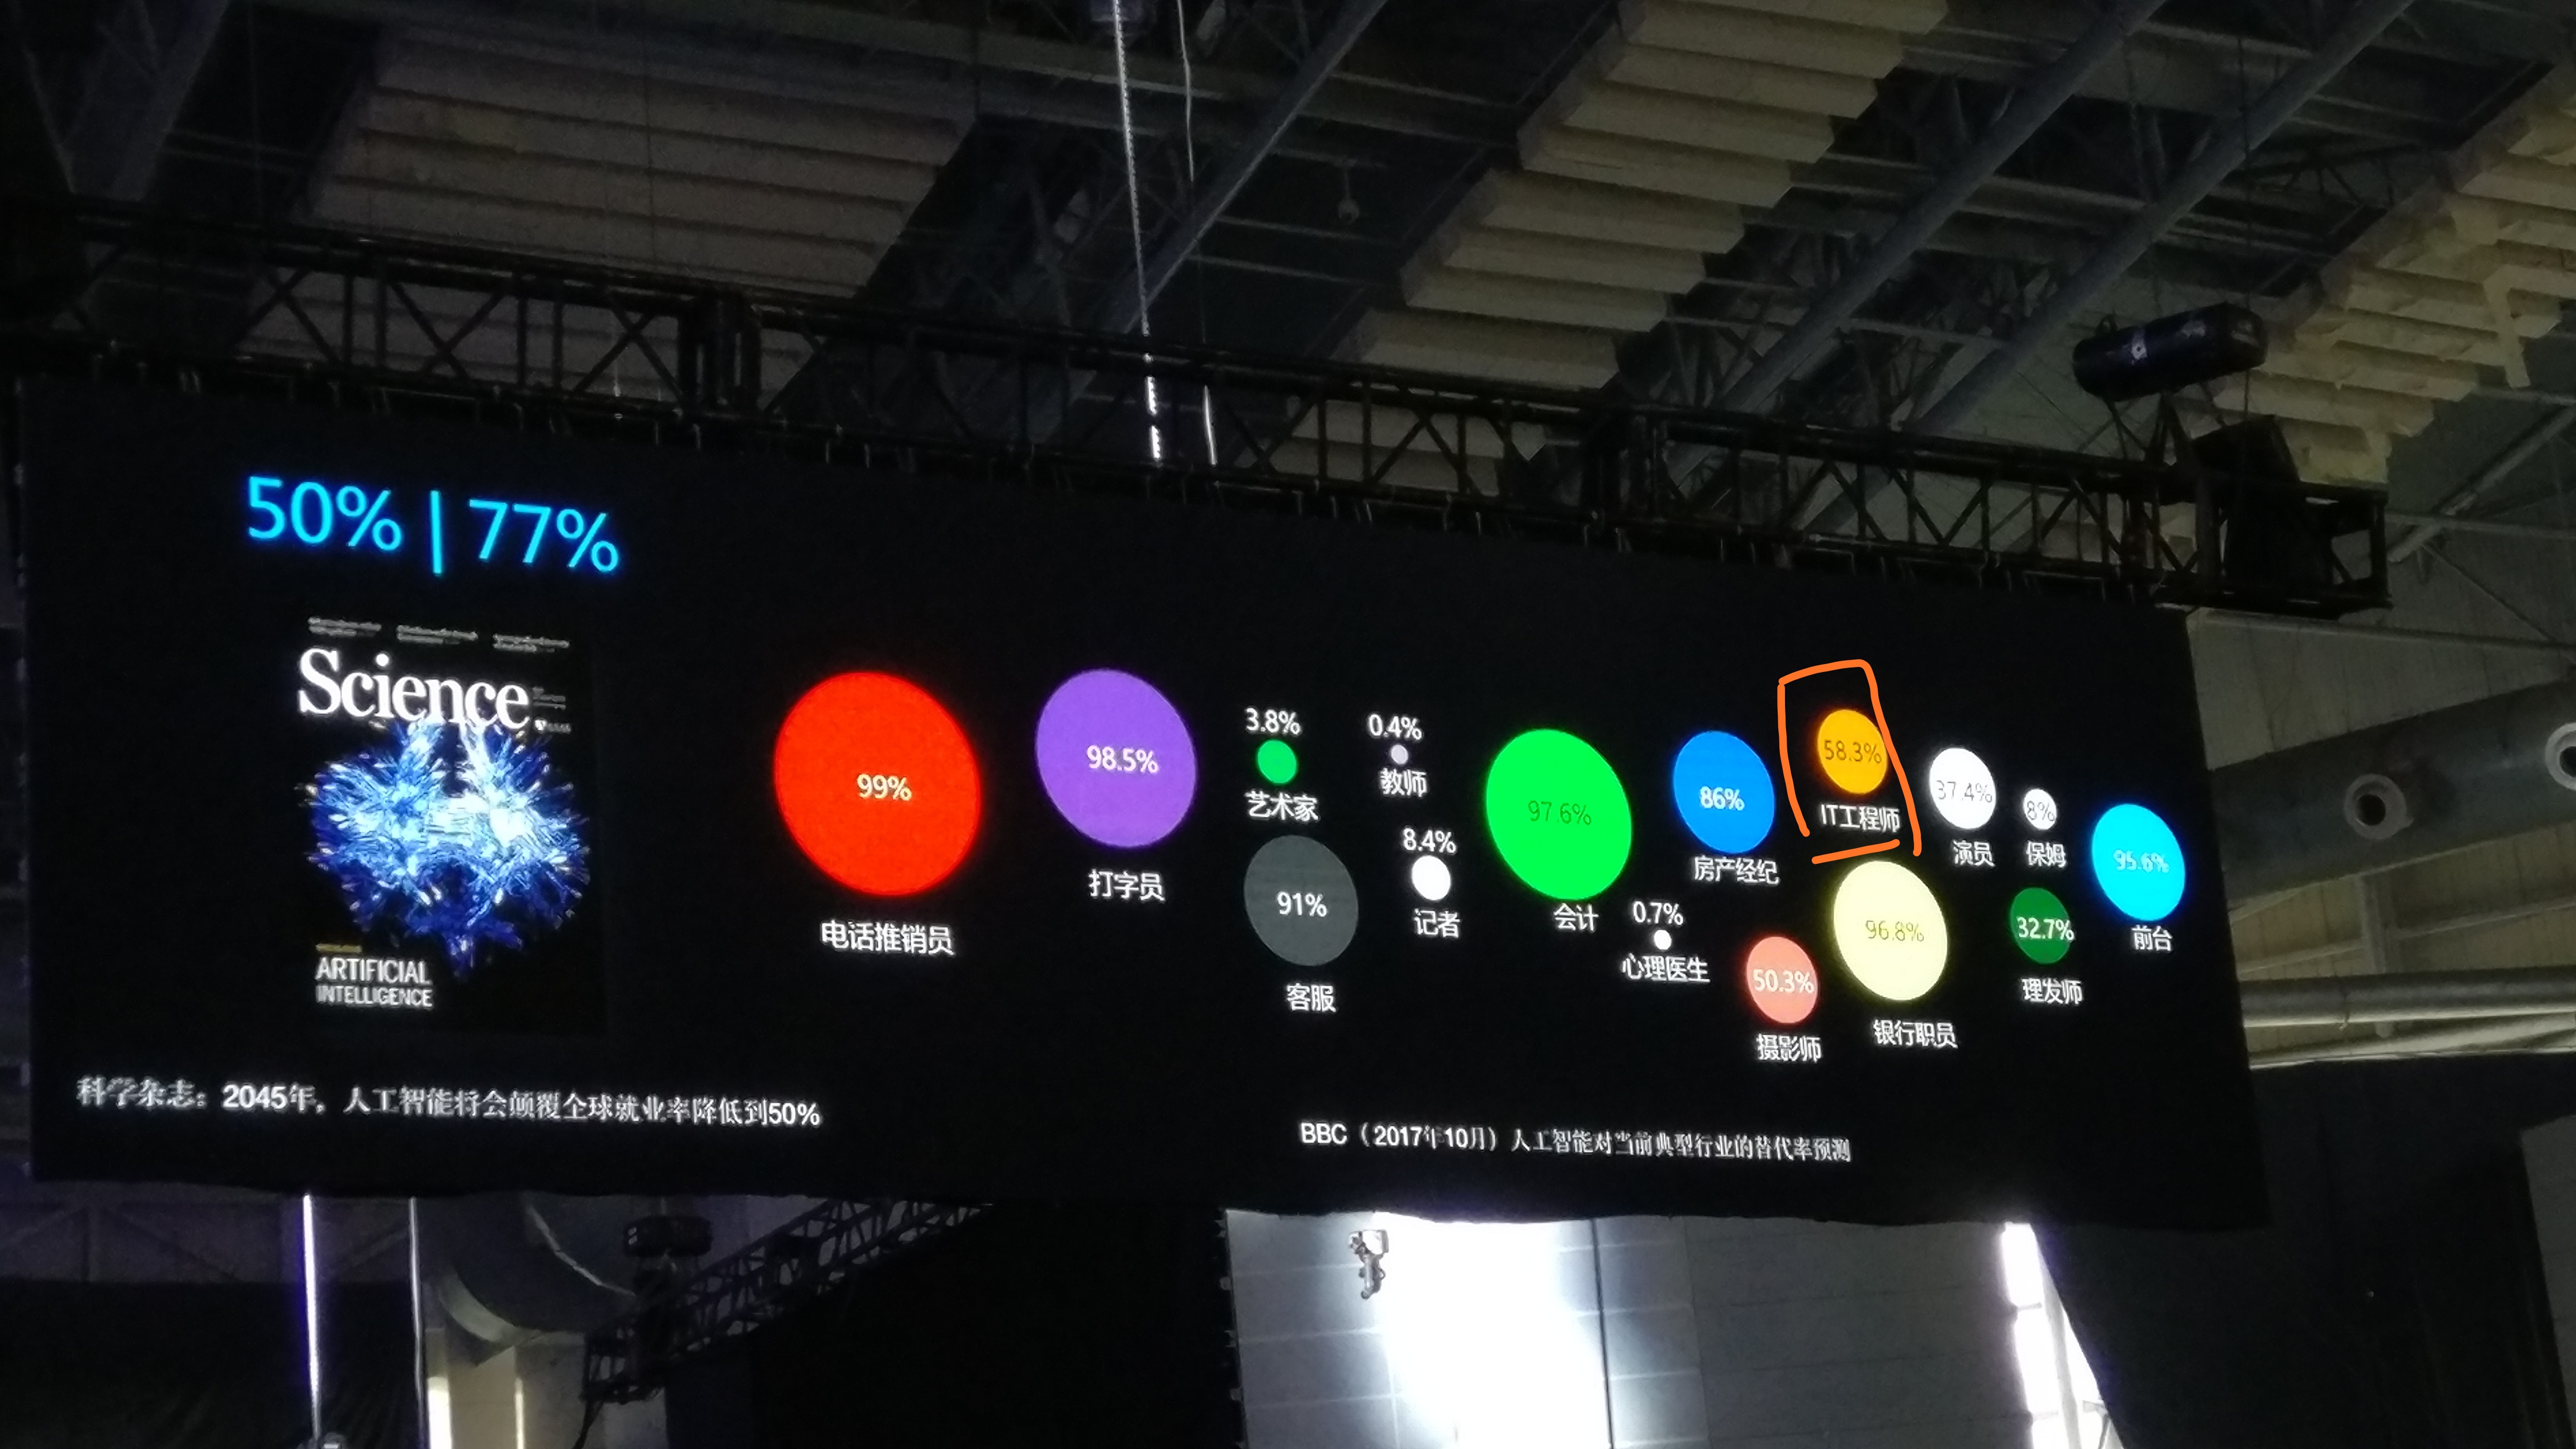 50% | 77%
Science
ARTIFICIAL
INTELLIGENCE
科学杂志：2045年，人工智能将会颠覆全球就业率降低到50%
99%
电话推销员
98.5%
打字员
3.8%
艺术家
91%
客服
0.4%
教师
8.4%
记者
97.6%
会计
0.7%
心理医生
86%
房产经纪
50.3%
摄影师
58.3%
IT工程师
96.8%
银行职员
37.4%
演员
8%
保姆
32.7%
理发师
95.6%
前台
BBC（2017年10月）人工智能对当前典型行业的替代率预测